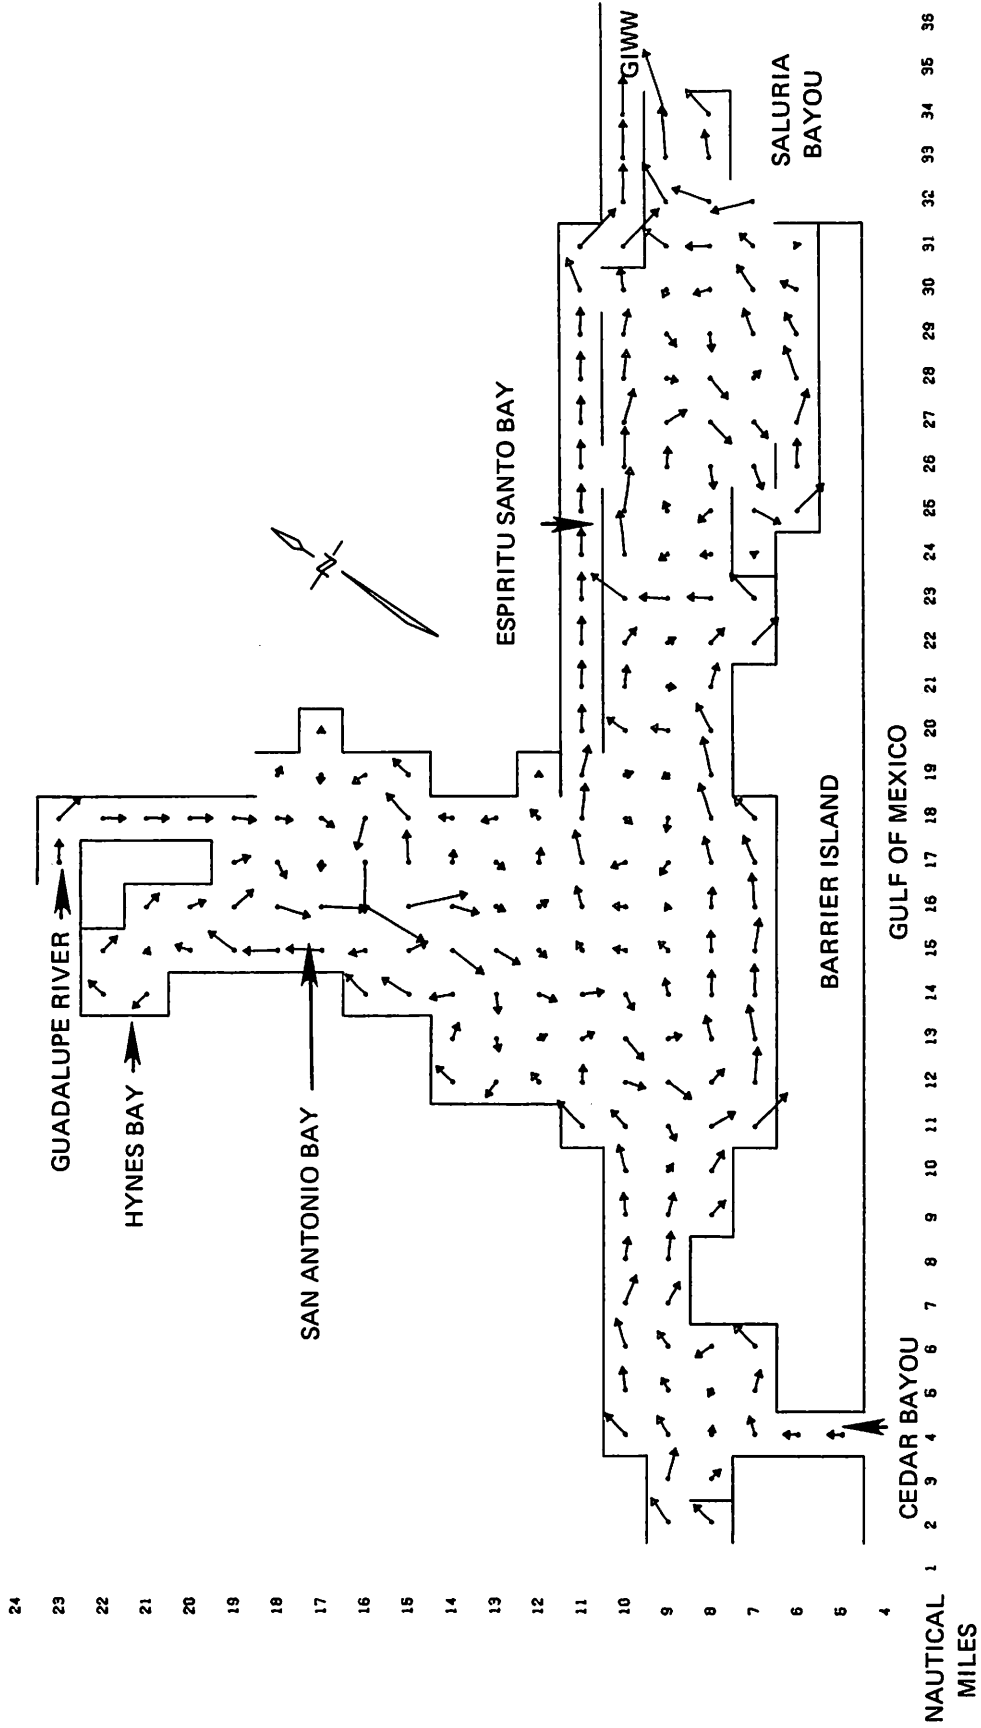 24
23
22
21
20
19
18
17
16
15
14
13
12
11
10
9
8
7
6
5
4
GUADALUPE RIVER
HYNES BAY
SAN ANTONIO BAY
ESPIRITU SANTO BAY
N
GIWW
SALURIA
BAYOU
BARRIER ISLAND
GULF OF MEXICO
CEDAR BAYOU
NAUTICAL
MILES
1 2 3 4 5 6 7 8 9 10 11 12 13 14 15 16 17 18 19 20 21 22 23 24 25 26 27 28 29 30 31 32 33 34 35 36